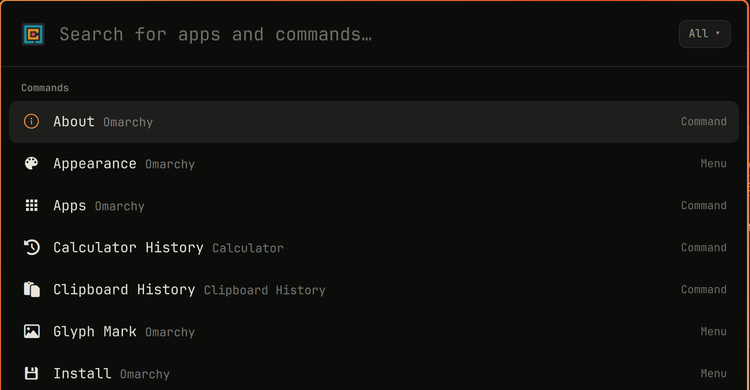 Search for apps and commands…
All ▾
Commands
About Omarchy Command
Appearance Omarchy Menu
Apps Omarchy Command
Calculator History Calculator Command
Clipboard History Clipboard History Command
Glyph Mark Omarchy Menu
Install Omarchy Menu